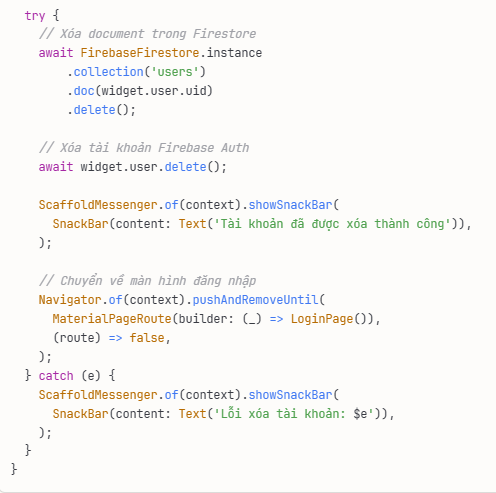 try {
// Xóa document trong Firestore
await FirebaseFirestore.instance
.collection('users')
.doc(widget.user.uid)
.delete();
// Xóa tài khoản Firebase Auth
await widget.user.delete();
ScaffoldMessenger.of(context).showSnackBar(
SnackBar(content: Text('Tài khoản đã được xóa thành công')),
);
// Chuyển về màn hình đăng nhập
Navigator.of(context).pushAndRemoveUntil(
MaterialPageRoute(builder: (_) => LoginPage()),
(route) => false,
);
} catch (e) {
ScaffoldMessenger.of(context).showSnackBar(
SnackBar(content: Text('Lỗi xóa tài khoản: $e')),
);
}
}